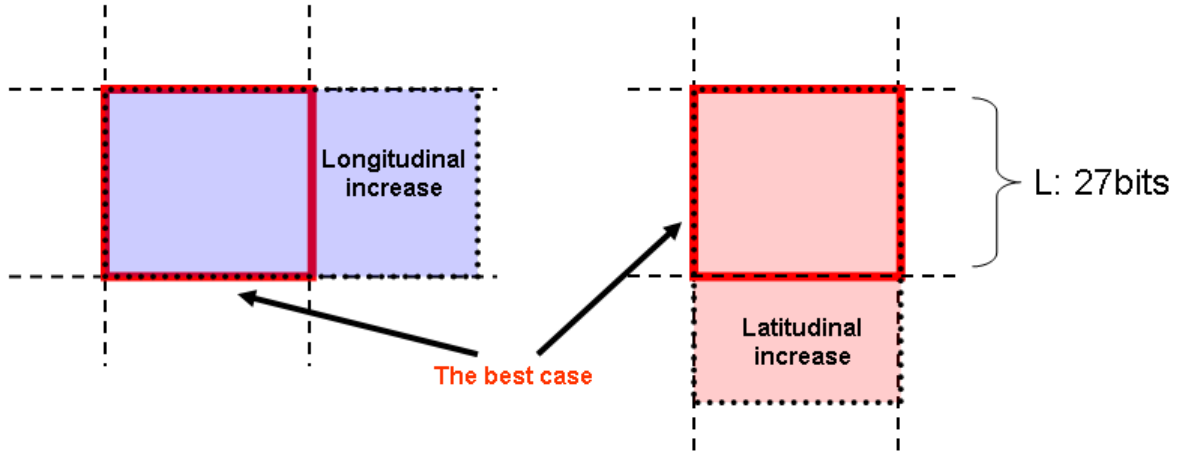 Longitudinal
increase
L: 27bits
Latitudinal
increase
The best case